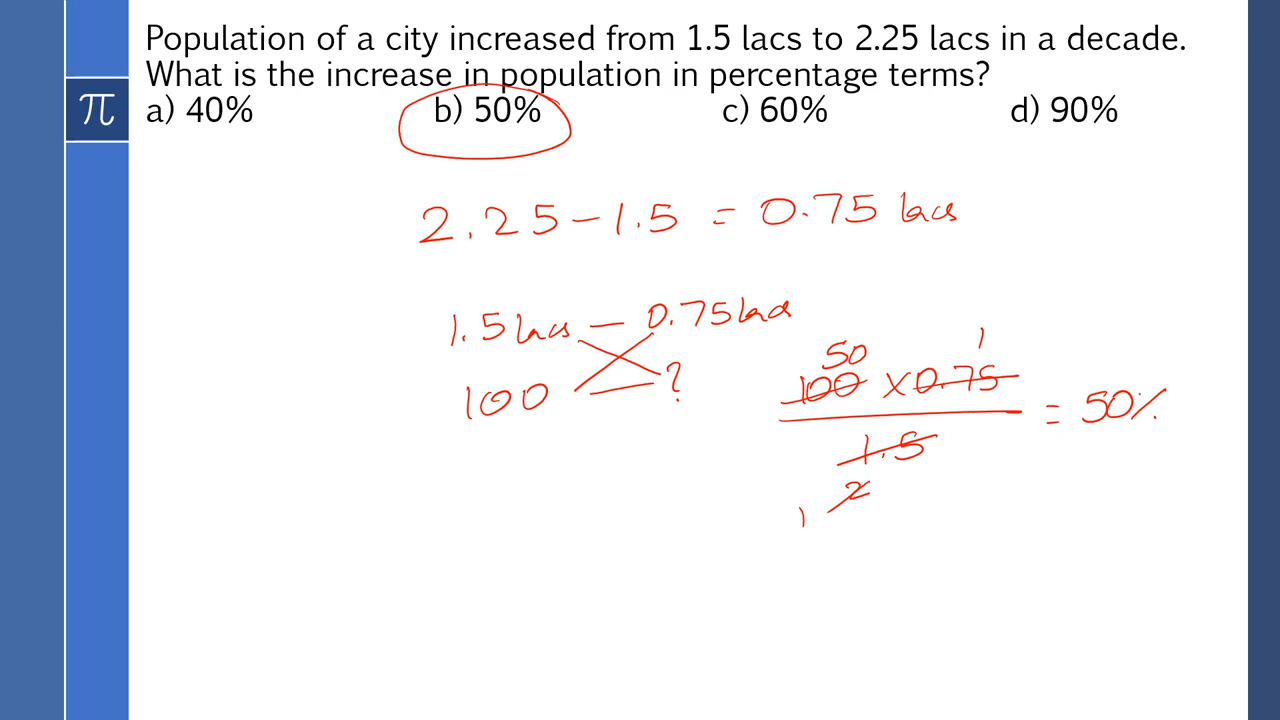 Population of a city increased from 1.5 lacs to 2.25 lacs in a decade.
What is the increase in population in percentage terms?
π
a) 40% b) 50% c) 60% d) 90%
2.25 - 1.5 = 0.75 lacs
1.5 lacs — 0.75 lacs
100 ?
50 1
100 × 0.75
= 50%
1.5
2
1